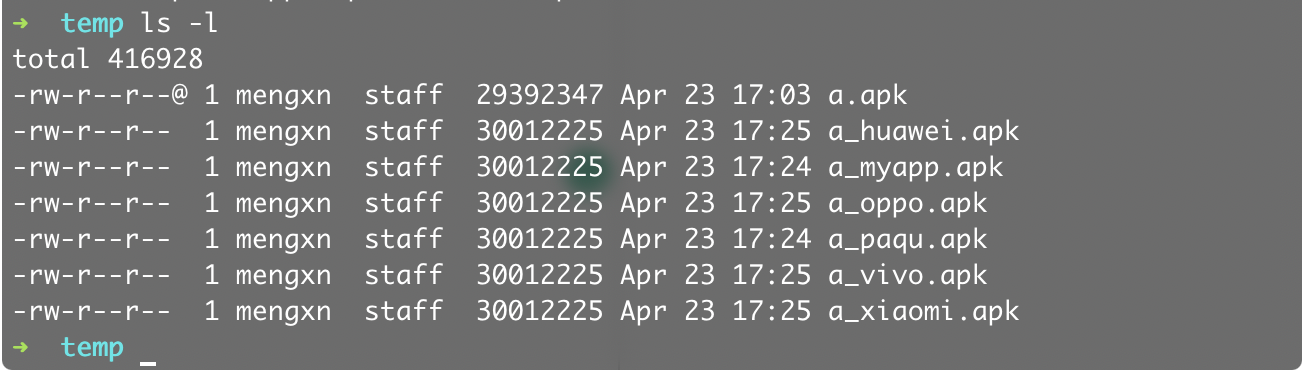 ➜  temp ls -l
total 416928
-rw-r--r--@ 1 mengxn  staff  29392347 Apr 23 17:03 a.apk
-rw-r--r--  1 mengxn  staff  30012225 Apr 23 17:25 a_huawei.apk
-rw-r--r--  1 mengxn  staff  30012225 Apr 23 17:24 a_myapp.apk
-rw-r--r--  1 mengxn  staff  30012225 Apr 23 17:25 a_oppo.apk
-rw-r--r--  1 mengxn  staff  30012225 Apr 23 17:24 a_paqu.apk
-rw-r--r--  1 mengxn  staff  30012225 Apr 23 17:25 a_vivo.apk
-rw-r--r--  1 mengxn  staff  30012225 Apr 23 17:25 a_xiaomi.apk
➜  temp _